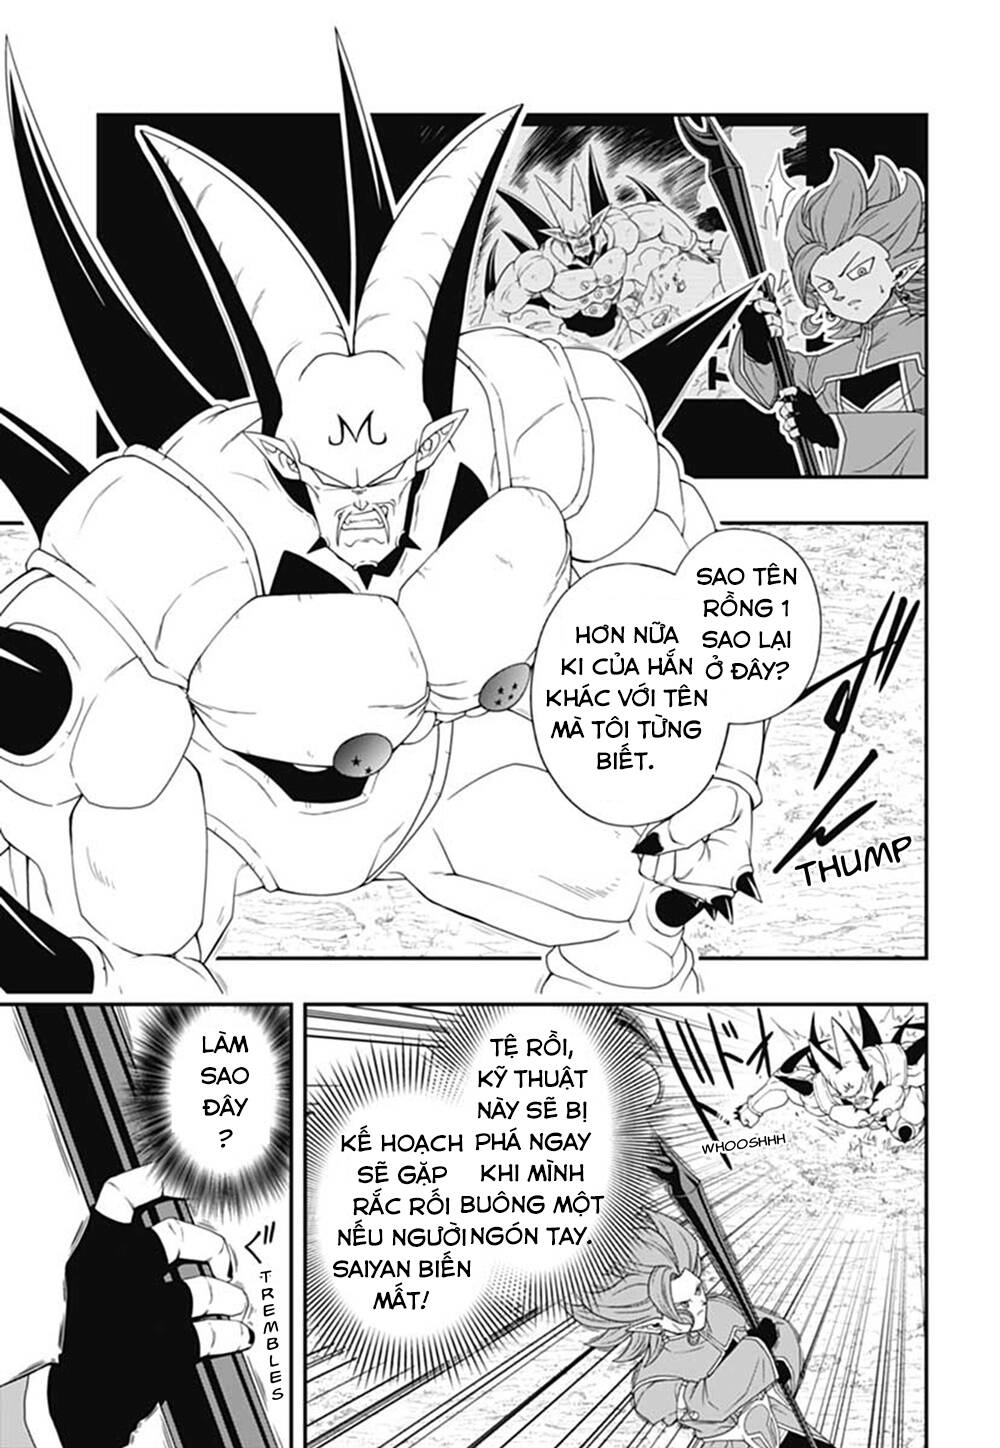 SAO TÊN
RỒNG 1
SAO LẠI
Ở ĐÂY?
HƠN NỮA
KI CỦA HẮN
KHÁC VỚI TÊN
MÀ TÔI TỪNG
BIẾT.
THUMP
TỆ RỒI,
KỸ THUẬT
NÀY SẼ BỊ
PHÁ NGAY
KHI MÌNH
BUÔNG MỘT
NGÓN TAY.
KẾ HOẠCH
SẼ GẶP
RẮC RỐI
NẾU NGƯỜI
SAIYAN BIẾN
MẤT!
WHOOSHHH
LÀM
SAO
ĐÂY
?
TREMBLES